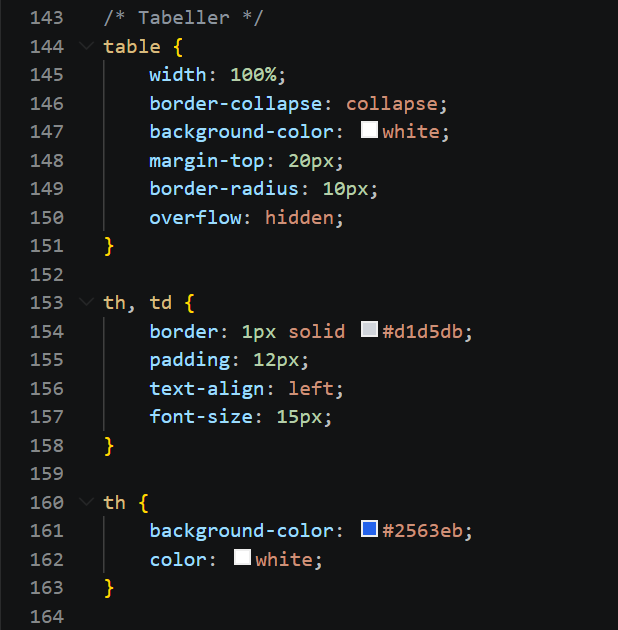 143 /* Tabeller */
144 table {
145     width: 100%;
146     border-collapse: collapse;
147     background-color: white;
148     margin-top: 20px;
149     border-radius: 10px;
150     overflow: hidden;
151 }
152
153 th, td {
154     border: 1px solid #d1d5db;
155     padding: 12px;
156     text-align: left;
157     font-size: 15px;
158 }
159
160 th {
161     background-color: #2563eb;
162     color: white;
163 }
164